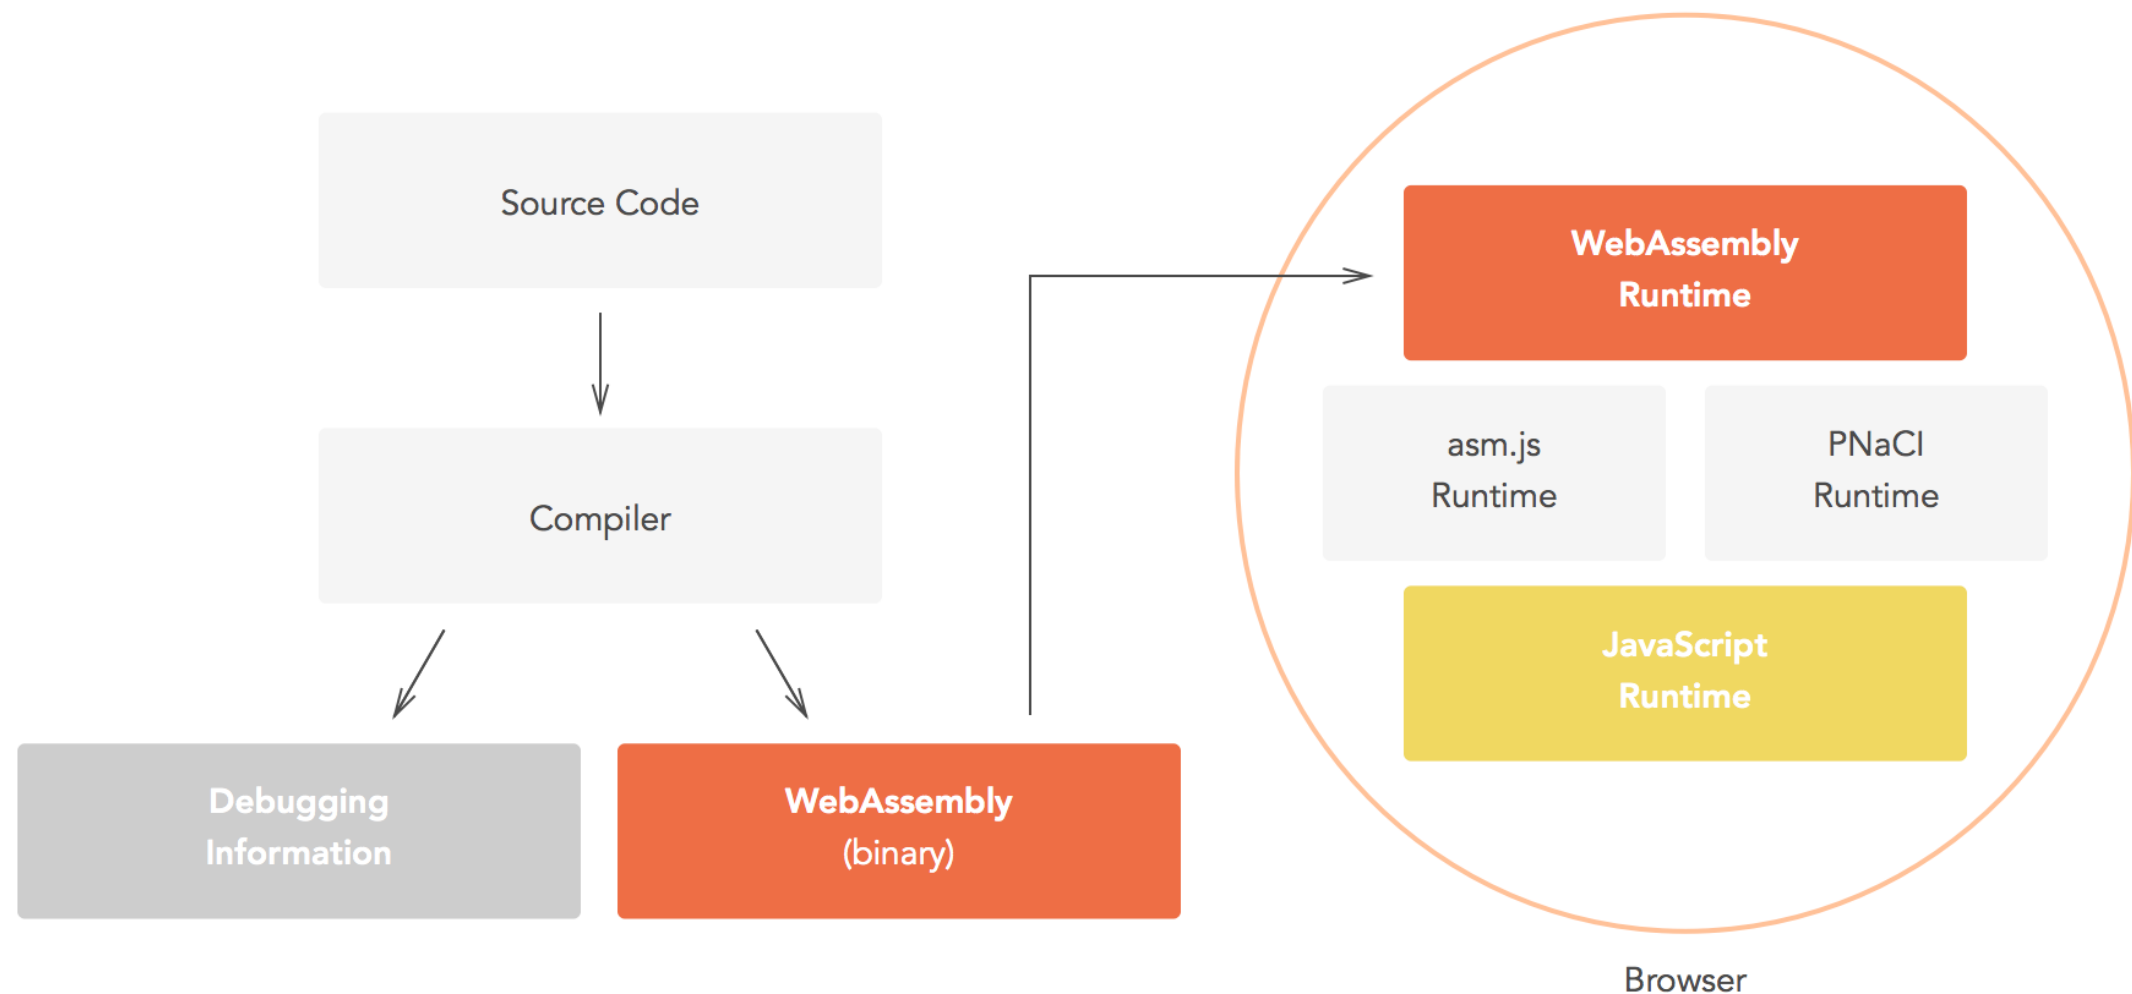 Source Code
Compiler
Debugging
Information
WebAssembly
(binary)
WebAssembly
Runtime
asm.js
Runtime
PNaCl
Runtime
JavaScript
Runtime
Browser